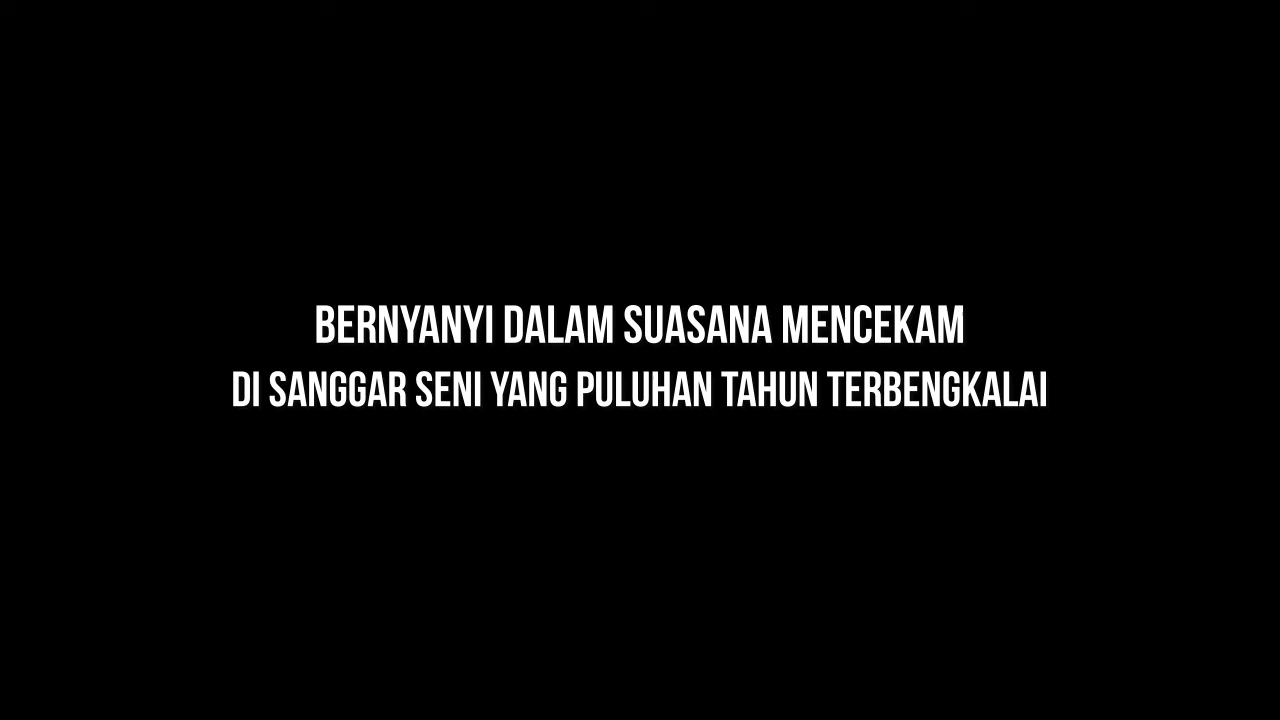 BERNYANYI DALAM SUASANA MENCEKAM
DI SANGGAR SENI YANG PULUHAN TAHUN TERBENGKALAI